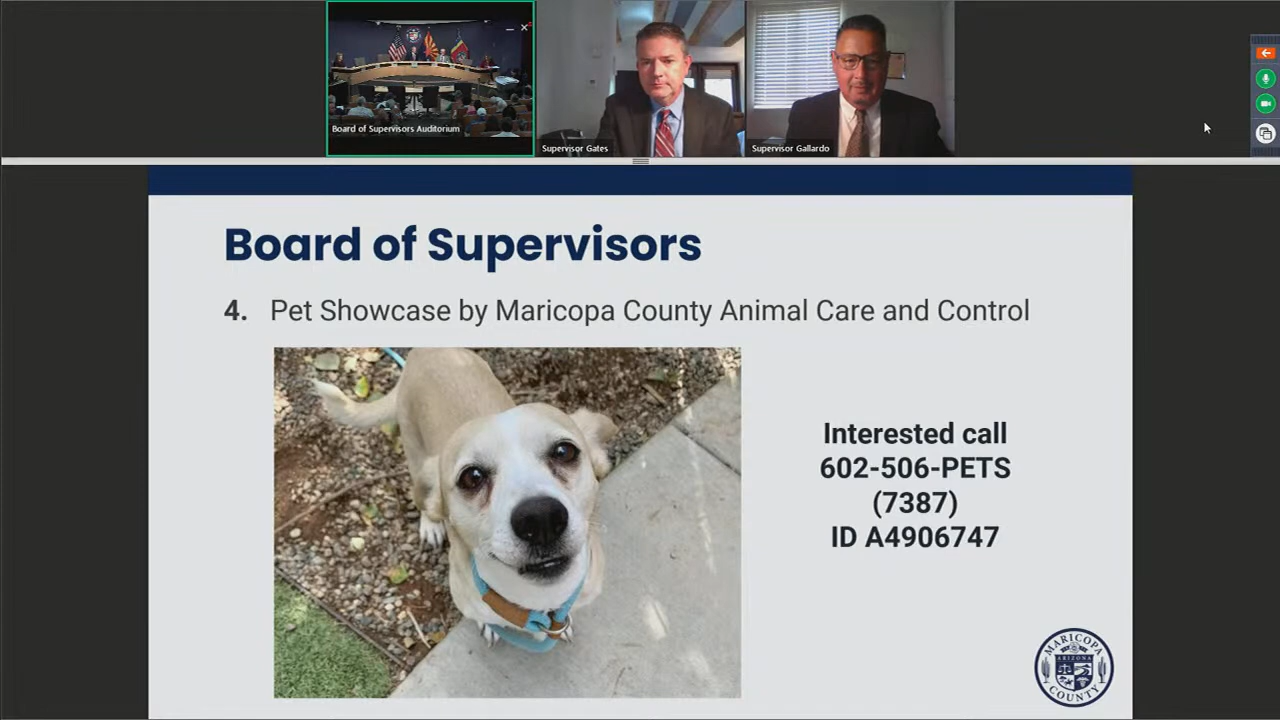 Board of Supervisors Auditorium
Supervisor Gates
Supervisor Gallardo
Board of Supervisors
4. Pet Showcase by Maricopa County Animal Care and Control
Interested call
602-506-PETS
(7387)
ID A4906747
MARICOPA
ARIZONA
COUNTY